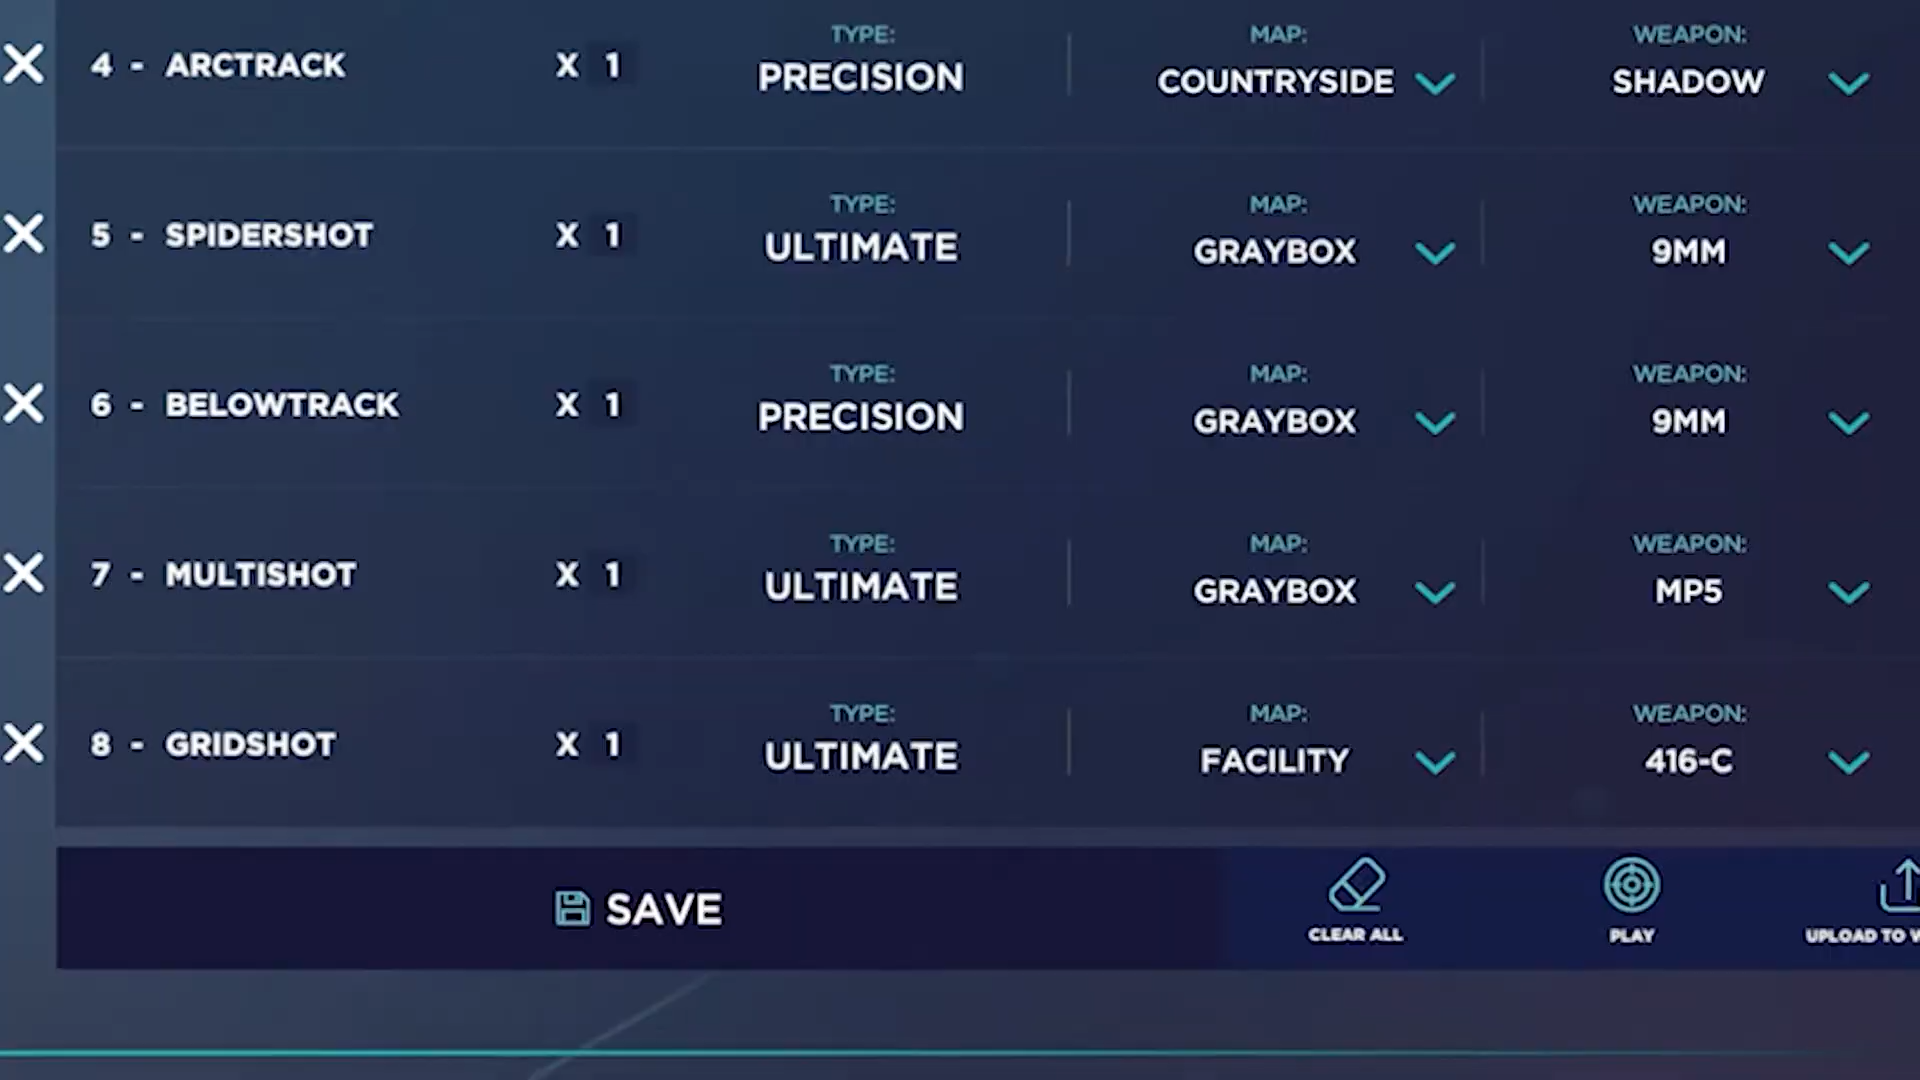 4 - ARCTRACK X 1 TYPE: PRECISION MAP: COUNTRYSIDE WEAPON: SHADOW
5 - SPIDERSHOT X 1 TYPE: ULTIMATE MAP: GRAYBOX WEAPON: 9MM
6 - BELOWTRACK X 1 TYPE: PRECISION MAP: GRAYBOX WEAPON: 9MM
7 - MULTISHOT X 1 TYPE: ULTIMATE MAP: GRAYBOX WEAPON: MP5
8 - GRIDSHOT X 1 TYPE: ULTIMATE MAP: FACILITY WEAPON: 416-C
SAVE
CLEAR ALL
PLAY
UPLOAD TO